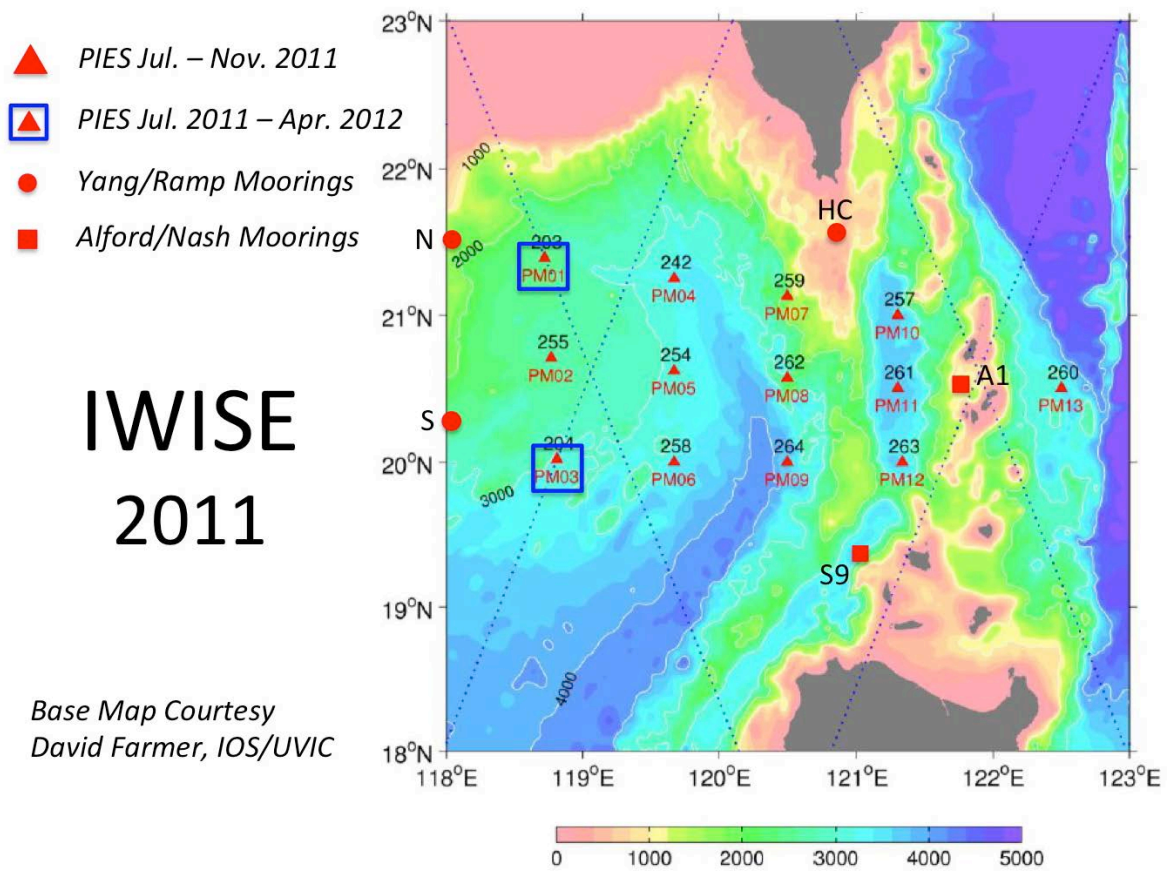 PIES Jul. – Nov. 2011
PIES Jul. 2011 – Apr. 2012
Yang/Ramp Moorings
Alford/Nash Moorings
IWISE
2011
Base Map Courtesy
David Farmer, IOS/UVIC
23°N
22°N
21°N
20°N
19°N
18°N
118°E 119°E 120°E 121°E 122°E 123°E
1000
2000
3000
4000
N
S
HC
A1
S9
203
PM01
255
PM02
201
PM03
242
PM04
254
PM05
258
PM06
259
PM07
262
PM08
264
PM09
257
PM10
261
PM11
263
PM12
260
PM13
0 1000 2000 3000 4000 5000